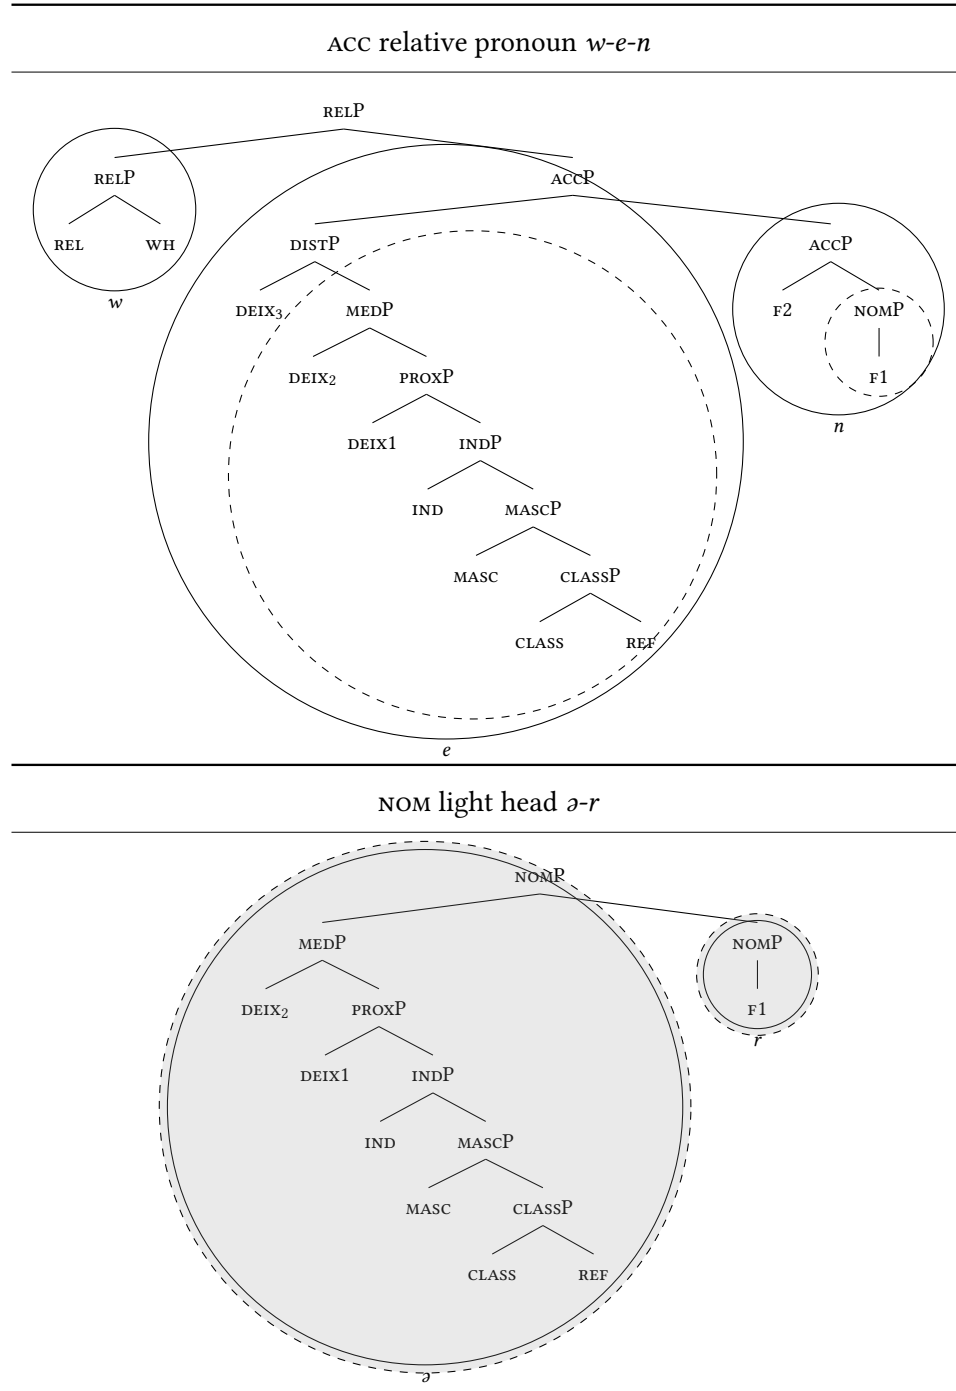 ACC relative pronoun w-e-n
RELP
RELP ACCP
REL WH DISTP ACCP
w DEIX3 MEDP F2 NOMP
DEIX2 PROXP F1
DEIX1 INDP n
IND MASCP
MASC CLASSP
CLASS REF
e
NOM light head ə-r
NOMP
MEDP NOMP
DEIX2 PROXP F1
r
DEIX1 INDP
IND MASCP
MASC CLASSP
CLASS REF
ə